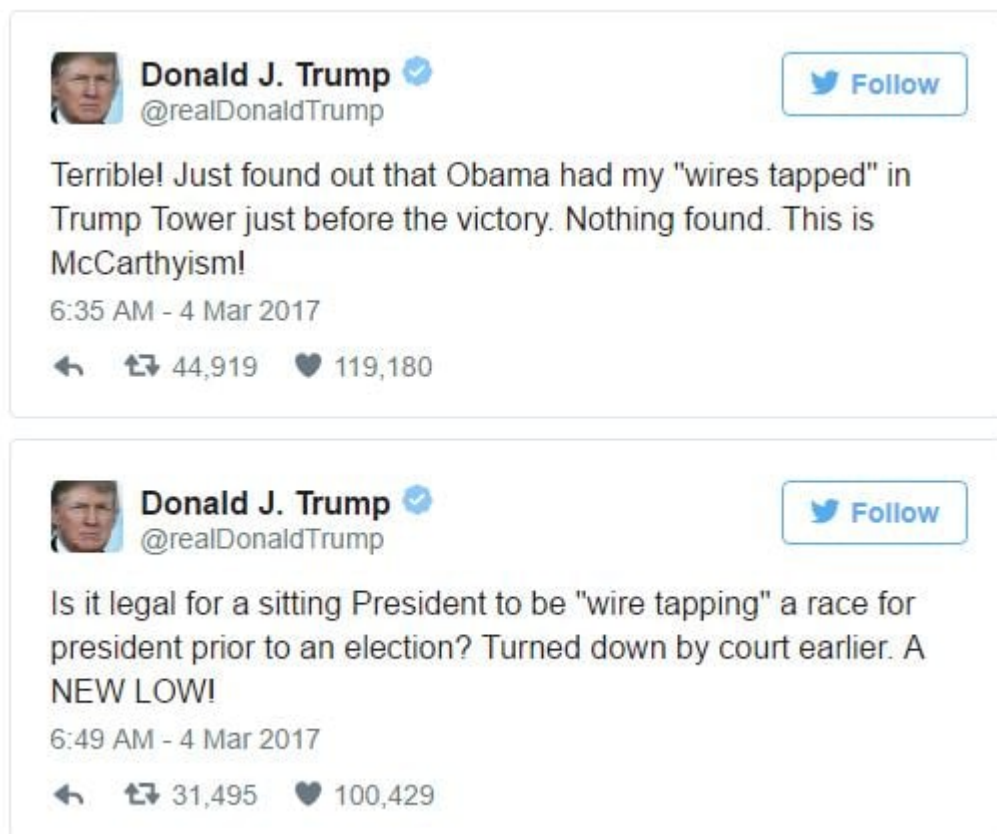 Donald J. Trump
Follow
@realDonaldTrump
Terrible! Just found out that Obama had my "wires tapped" in
Trump Tower just before the victory. Nothing found. This is
McCarthyism!
6:35 AM - 4 Mar 2017
44,919 119,180
Donald J. Trump
Follow
@realDonaldTrump
Is it legal for a sitting President to be "wire tapping" a race for
president prior to an election? Turned down by court earlier. A
NEW LOW!
6:49 AM - 4 Mar 2017
31,495 100,429